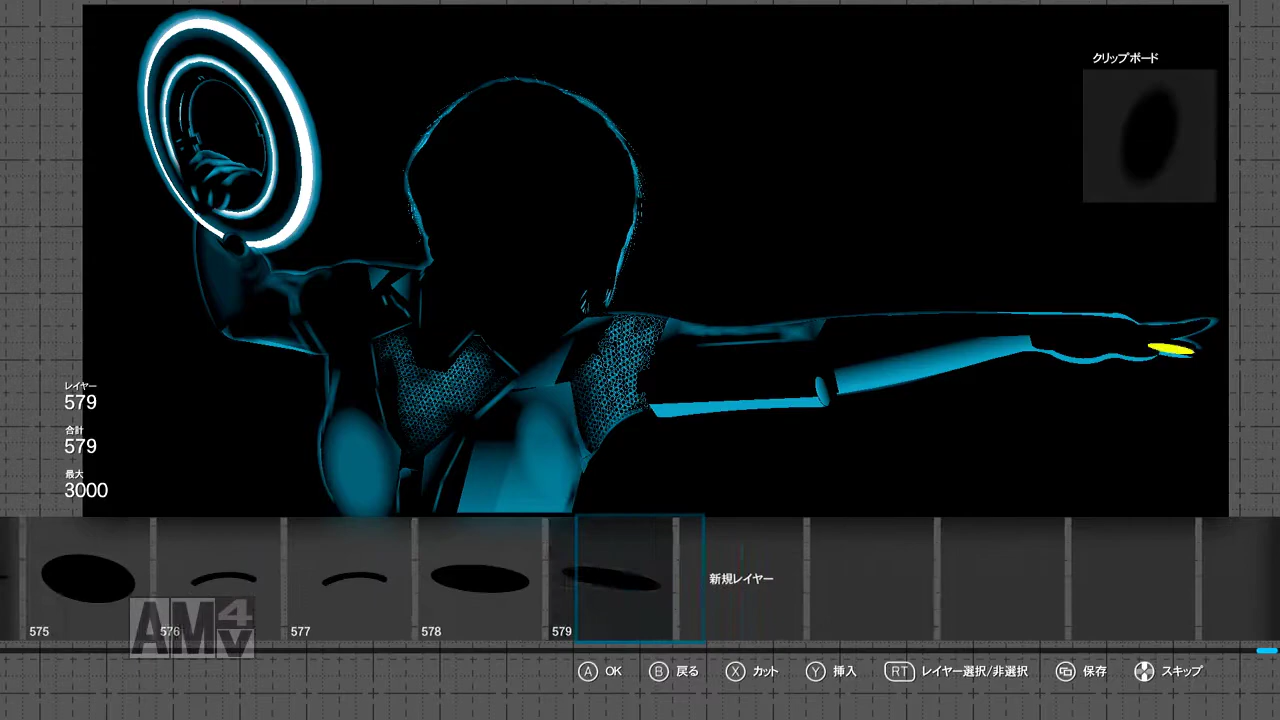 クリップボード
レイヤー
579
合計
579
最大
3000
新規レイヤー
575
576
577
578
579
AM4v
A OK
B 戻る
X カット
Y 挿入
RT レイヤー選択/非選択
保存
スキップ